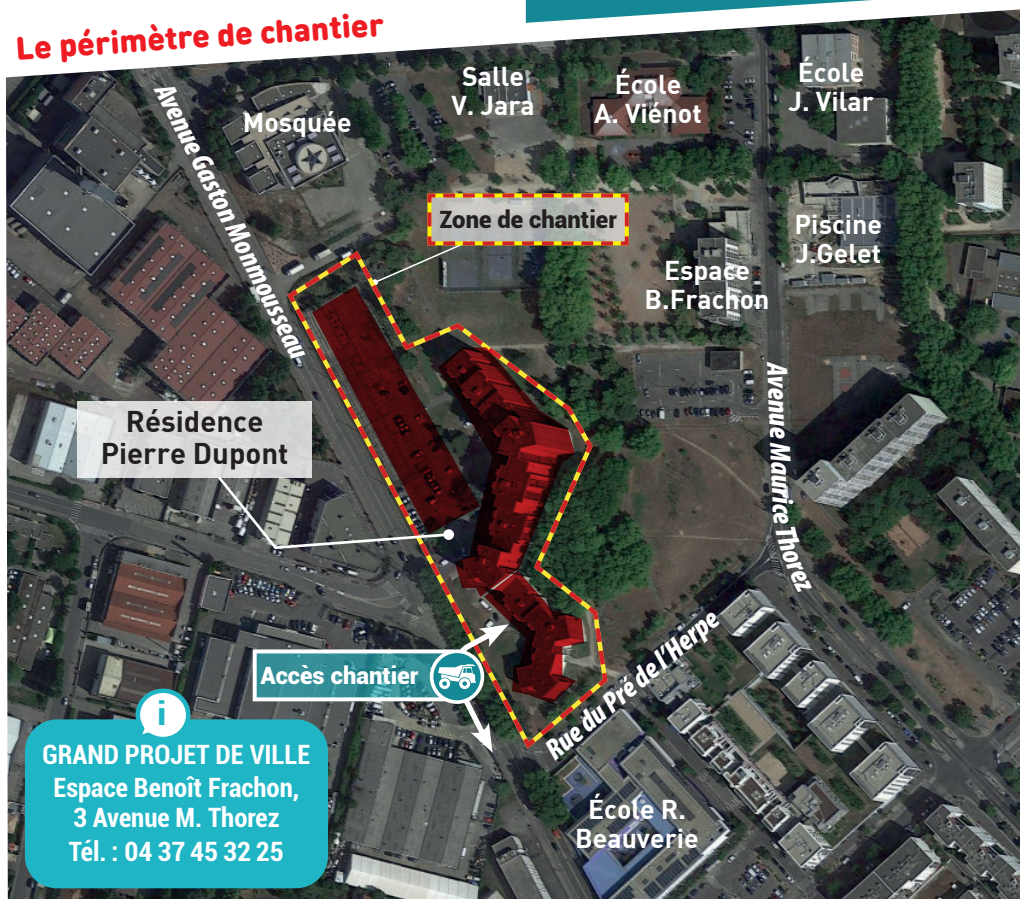 Le périmètre de chantier
Avenue Gaston Monmousseau
Mosquée
Salle
V. Jara
École
A. Viénot
École
J. Vilar
Zone de chantier
Espace
B.Frachon
Piscine
J.Gelet
Avenue Maurice Thorez
Résidence
Pierre Dupont
Accès chantier
Rue du Pré de l'Herpe
École R.
Beauverie
i
GRAND PROJET DE VILLE
Espace Benoît Frachon,
3 Avenue M. Thorez
Tél. : 04 37 45 32 25